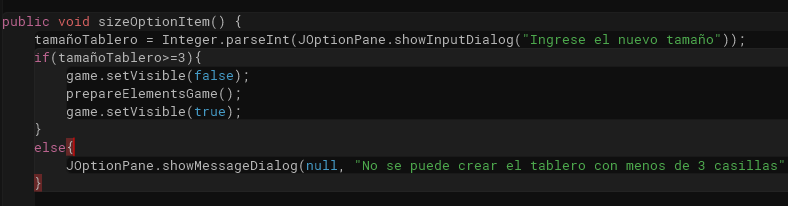 public void sizeOptionItem() {
tamañoTablero = Integer.parseInt(JOptionPane.showInputDialog("Ingrese el nuevo tamaño"));
if(tamañoTablero>=3){
game.setVisible(false);
prepareElementsGame();
game.setVisible(true);
}
else{
JOptionPane.showMessageDialog(null, "No se puede crear el tablero con menos de 3 casillas"
}